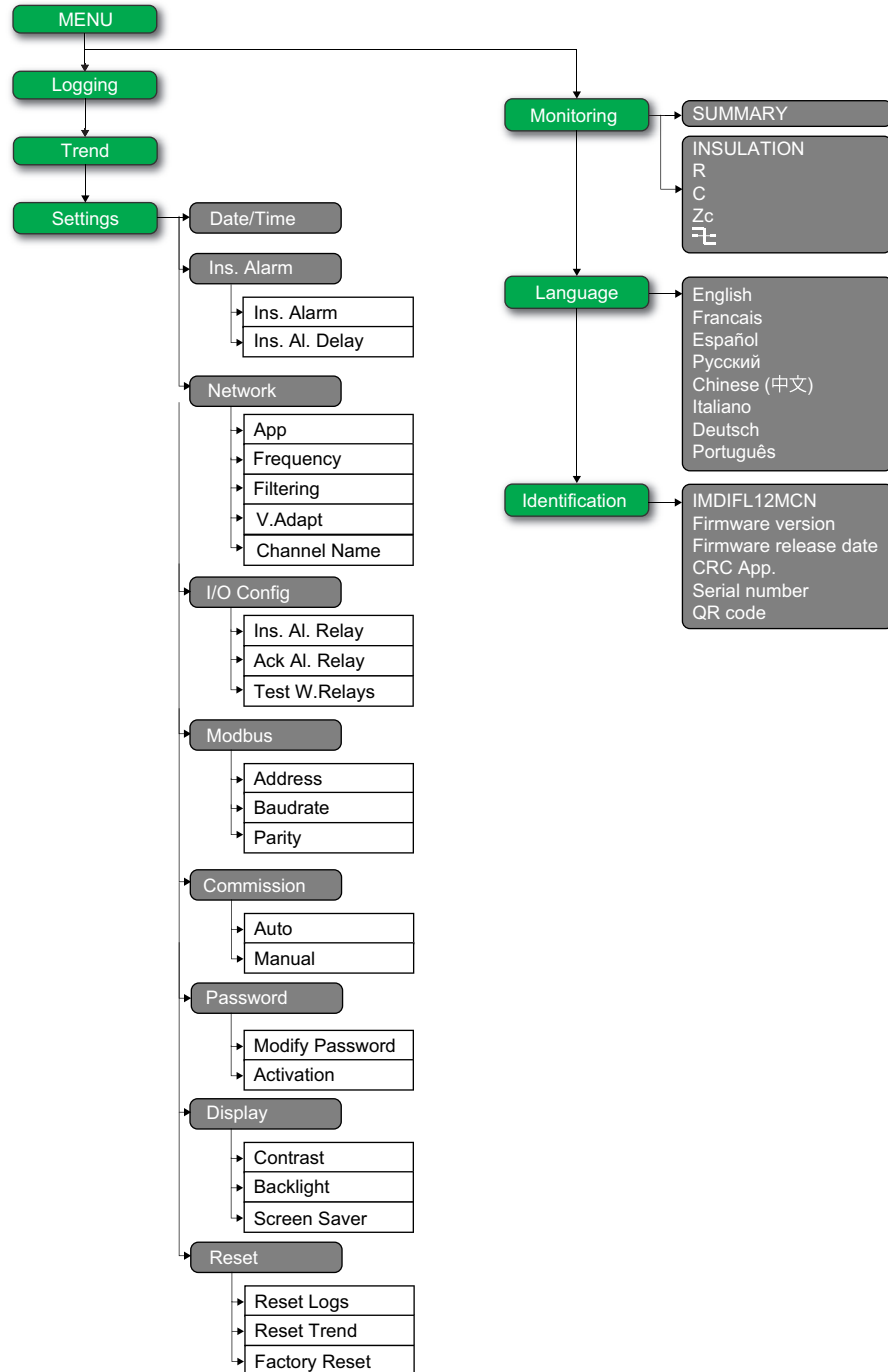 MENU
Logging
Trend
Settings
Date/Time
Ins. Alarm
Ins. Alarm
Ins. Al. Delay
Network
App
Frequency
Filtering
V.Adapt
Channel Name
I/O Config
Ins. Al. Relay
Ack Al. Relay
Test W.Relays
Modbus
Address
Baudrate
Parity
Commission
Auto
Manual
Password
Modify Password
Activation
Display
Contrast
Backlight
Screen Saver
Reset
Reset Logs
Reset Trend
Factory Reset
Monitoring
SUMMARY
INSULATION
R
C
Zc
Language
English
Francais
Español
Русский
Chinese (中文)
Italiano
Deutsch
Português
Identification
IMDIFL12MCN
Firmware version
Firmware release date
CRC App.
Serial number
QR code